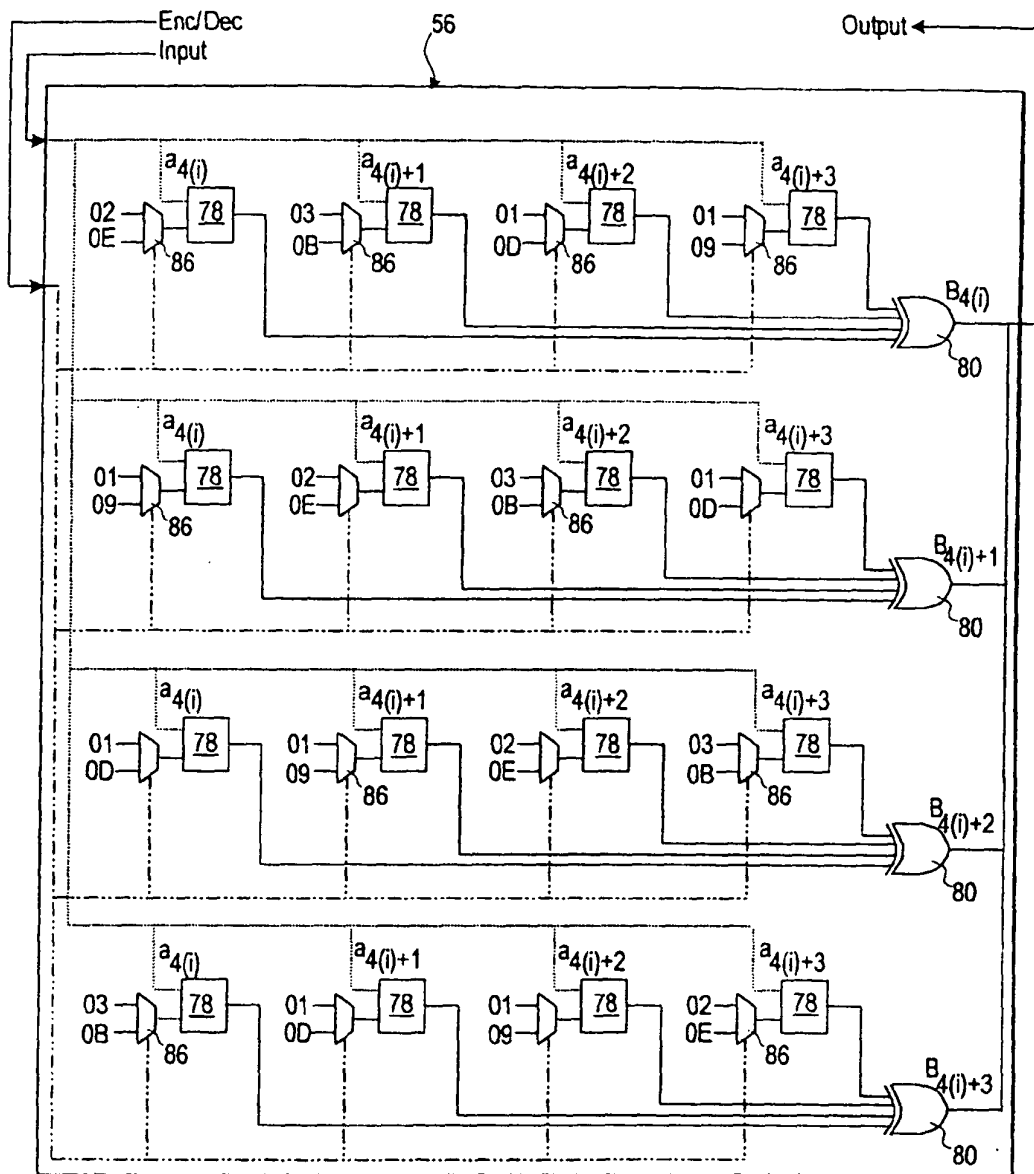 Enc/Dec
Input
56
Output
a4(i) a4(i)+1 a4(i)+2 a4(i)+3
02 78 03 78 01 78 01 78
0E 86 0B 86 0D 86 09 86
B4(i)
80
a4(i) a4(i)+1 a4(i)+2 a4(i)+3
01 78 02 78 03 78 01 78
09 86 0E 0B 86 0D
B4(i)+1
80
a4(i) a4(i)+1 a4(i)+2 a4(i)+3
01 78 01 78 02 78 03 78
0D 09 86 0E 0B 86
B4(i)+2
80
a4(i) a4(i)+1 a4(i)+2 a4(i)+3
03 78 01 78 01 78 02 78
0B 86 0D 09 0E 86
B4(i)+3
80